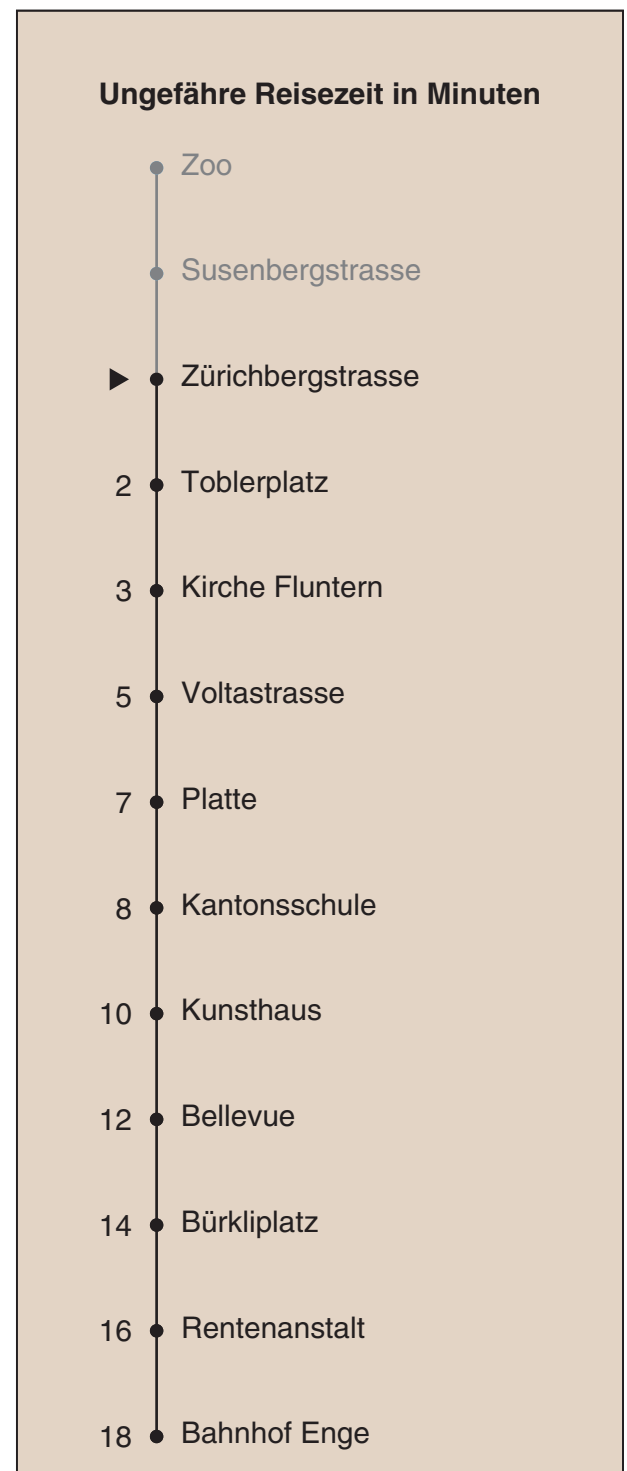 Ungefähre Reisezeit in Minuten
Zoo
Susenbergstrasse
Zürichbergstrasse
2 Toblerplatz
3 Kirche Fluntern
5 Voltastrasse
7 Platte
8 Kantonsschule
10 Kunsthaus
12 Bellevue
14 Bürkliplatz
16 Rentenanstalt
18 Bahnhof Enge